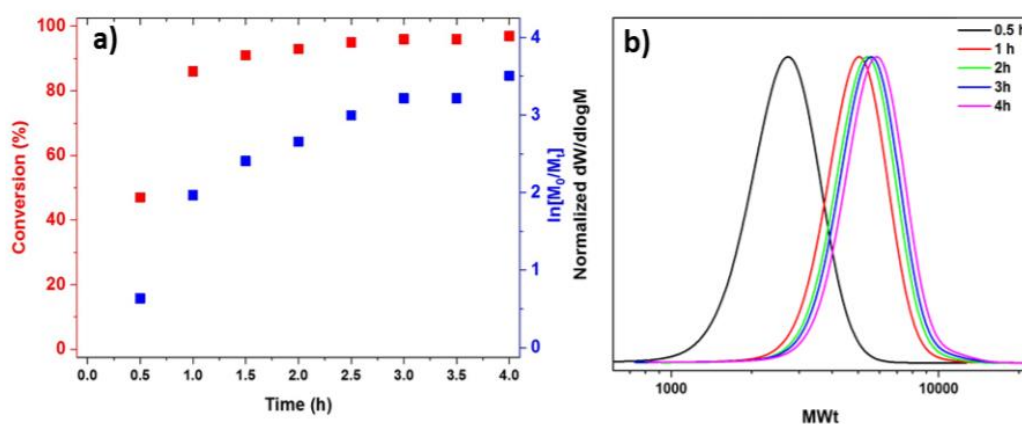 a)
100
80
60
40
20
0
Conversion (%)
0.0 0.5 1.0 1.5 2.0 2.5 3.0 3.5 4.0
Time (h)
4
3
2
1
0
ln[M₀/Mₜ]
b)
Normalized dW/dlogM
0.5 h
1 h
2h
3h
4h
1000 10000
MWt